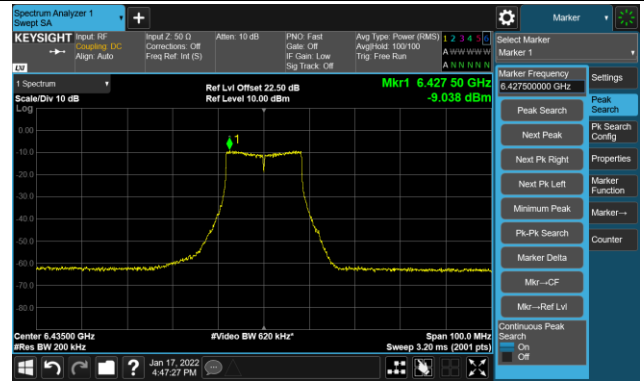 Spectrum Analyzer 1
Swept SA
Marker
KEYSIGHT
Input: RF
Coupling: DC
Align: Auto
Input Z: 50 Ω
Corrections: Off
Freq Ref: Int (S)
Atten: 10 dB
PNO: Fast
Gate: Off
IF Gain: Low
Sig Track: Off
Avg Type: Power (RMS)
Avg|Hold: 100/100
Trig: Free Run
1 2 3 4 5 6
A W W W W W
A N N N N N
LXI
Select Marker
Marker 1
1 Spectrum
Scale/Div 10 dB
Log
Ref Lvl Offset 22.50 dB
Ref Level 10.00 dBm
Mkr1 6.427 50 GHz
-9.038 dBm
0.00
-10.0
-20.0
-30.0
-40.0
-50.0
-60.0
-70.0
-80.0
1
Center 6.43500 GHz
#Res BW 200 kHz
#Video BW 620 kHz*
Span 100.0 MHz
Sweep 3.20 ms (2001 pts)
Marker Frequency
6.427500000 GHz
Peak Search
Next Peak
Next Pk Right
Next Pk Left
Minimum Peak
Pk-Pk Search
Marker Delta
Mkr→CF
Mkr→Ref Lvl
Continuous Peak
Search
On
Off
Settings
Peak
Search
Pk Search
Config
Properties
Marker
Function
Marker→
Counter
?
Jan 17, 2022
4:47:27 PM